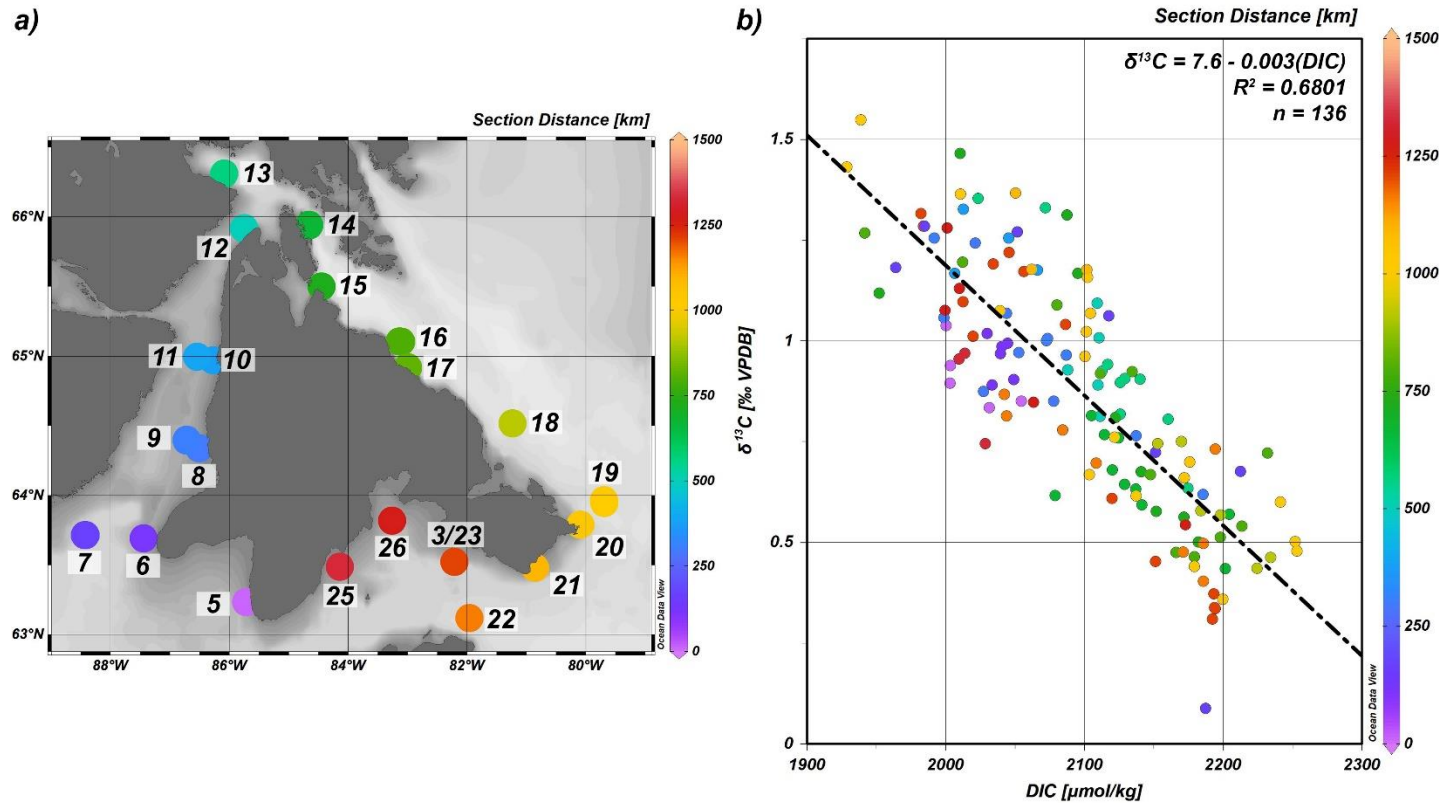 a)
Section Distance [km]
1500
1250
1000
750
500
250
0
66°N
65°N
64°N
63°N
88°W
86°W
84°W
82°W
80°W
13
12
14
15
11
10
16
17
9
8
18
19
7
6
26
3/23
20
5
25
21
22
Ocean Data View
b)
Section Distance [km]
δ¹³C = 7.6 - 0.003(DIC)
R² = 0.6801
n = 136
δ¹³C [‰ VPDB]
1.5
1
0.5
0
1900
2000
2100
2200
2300
DIC [µmol/kg]
1500
1250
1000
750
500
250
0
Ocean Data View